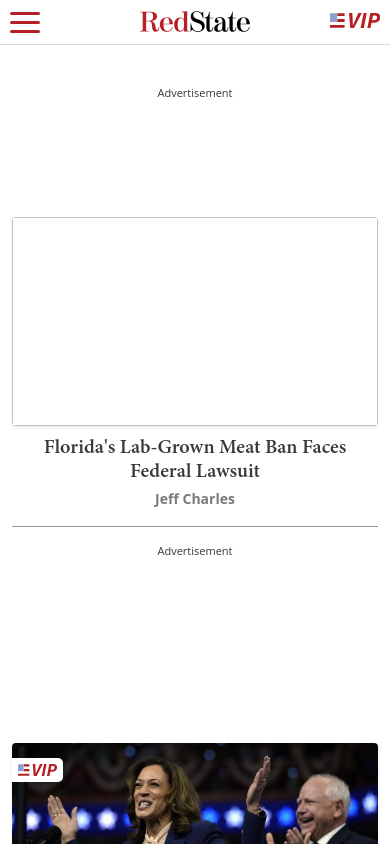 RedState
VIP
Advertisement
Florida's Lab-Grown Meat Ban Faces
Federal Lawsuit
Jeff Charles
Advertisement
VIP